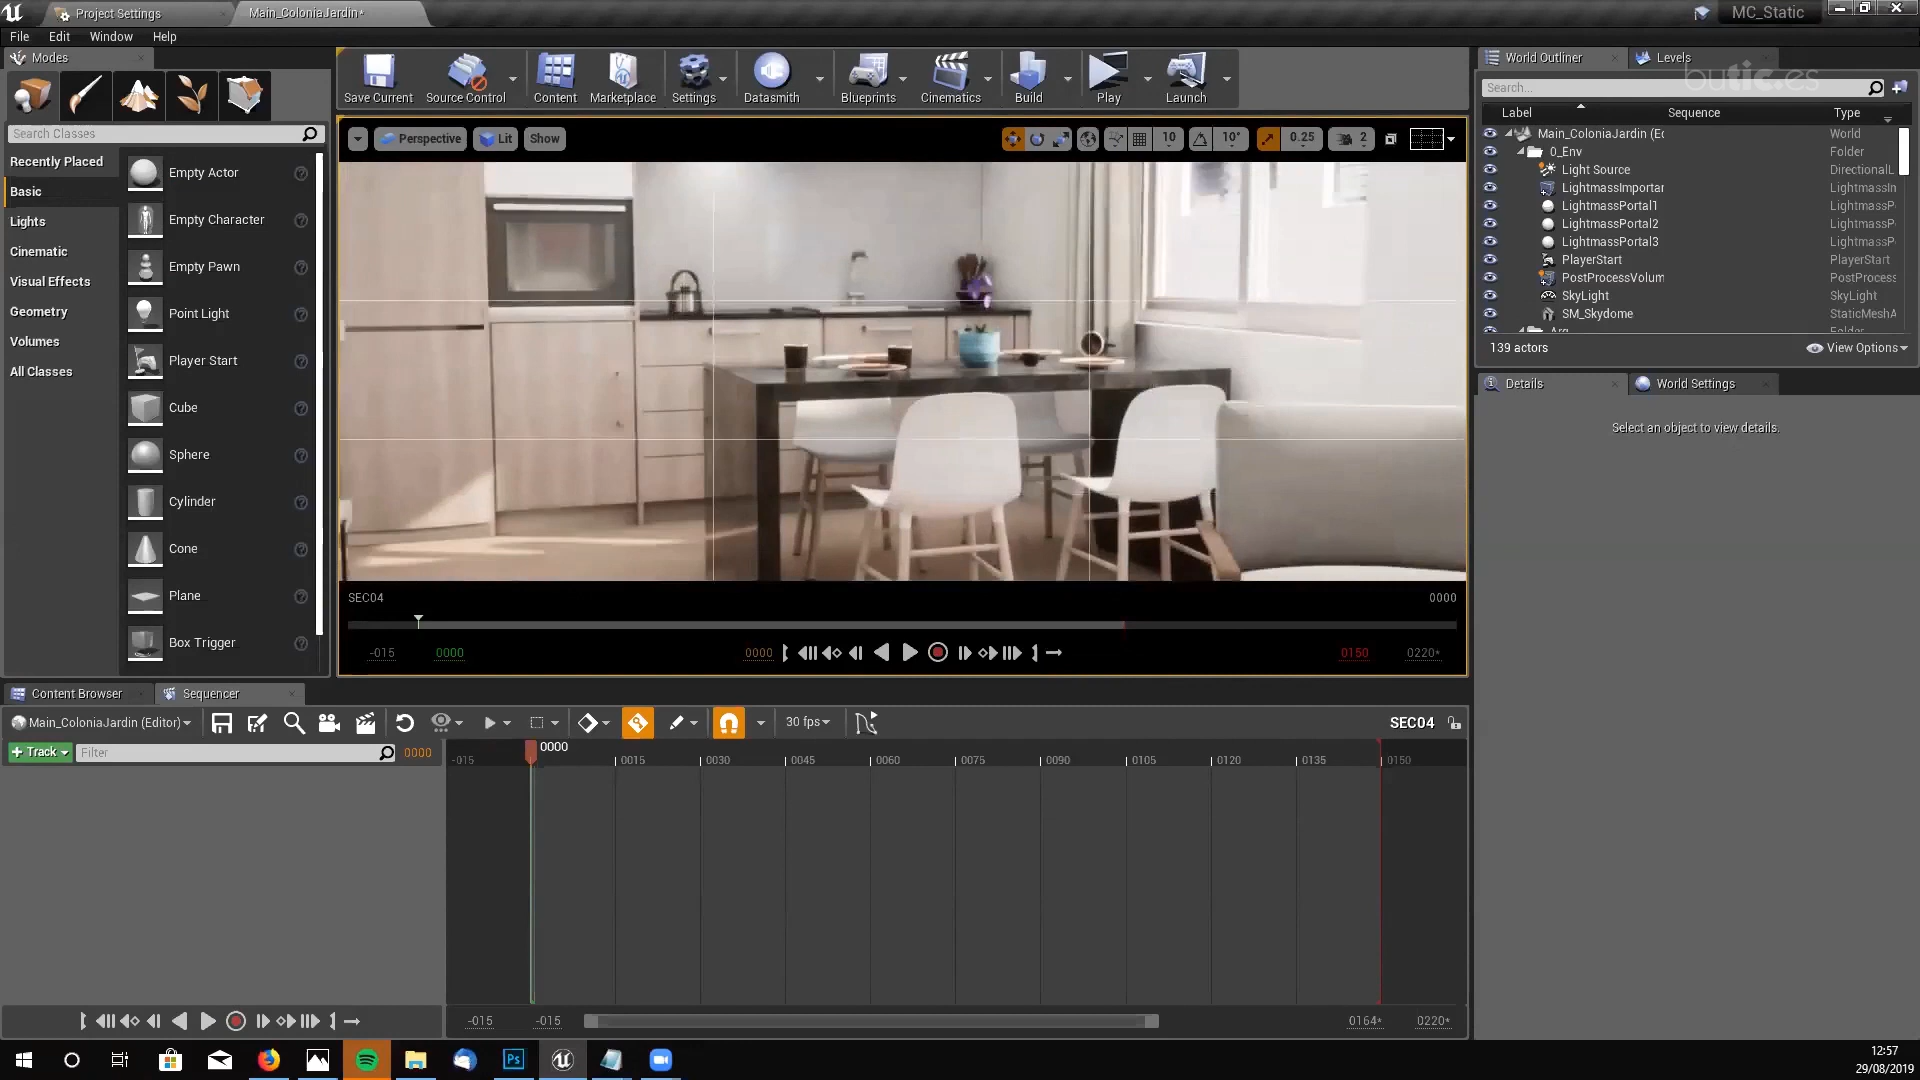 Project Settings
Main_ColoniaJardin*
MC_Static
File Edit Window Help
Modes
Save Current
Source Control
Content
Marketplace
Settings
Datasmith
Blueprints
Cinematics
Build
Play
Launch
World Outliner
Levels
butic.es
Search...
Label
Sequence
Type
Search Classes
Recently Placed
Basic
Lights
Cinematic
Visual Effects
Geometry
Volumes
All Classes
Empty Actor
Empty Character
Empty Pawn
Point Light
Player Start
Cube
Sphere
Cylinder
Cone
Plane
Box Trigger
Perspective
Lit
Show
10
10°
0.25
2
Main_ColoniaJardin (Ec World
0_Env Folder
Light Source DirectionalL
LightmassImportar LightmassIn
LightmassPortal1 LightmassP
LightmassPortal2 LightmassP
LightmassPortal3 LightmassP
PlayerStart PlayerStart
PostProcessVolum PostProcess
SkyLight SkyLight
SM_Skydome StaticMeshA
139 actors
View Options
Details
World Settings
Select an object to view details.
SEC04
0000
-015
0000
0000
0150
0220*
Content Browser
Sequencer
Main_ColoniaJardin (Editor)
30 fps
SEC04
Track
Filter
0000
0000
-015 0015 0030 0045 0060 0075 0090 0105 0120 0135 0150
-015
-015
0164*
0220*
Ps
12:57
29/08/2019